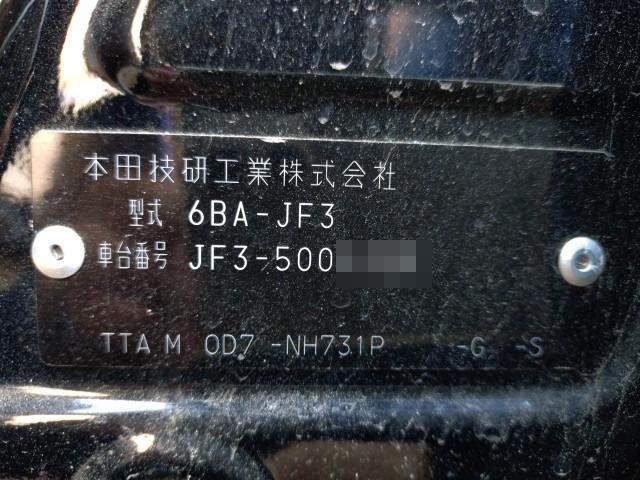 本田技研工業株式会社
型式 6BA-JF3
車台番号 JF3-500
TTA M 0D7 -NH731P -G -S